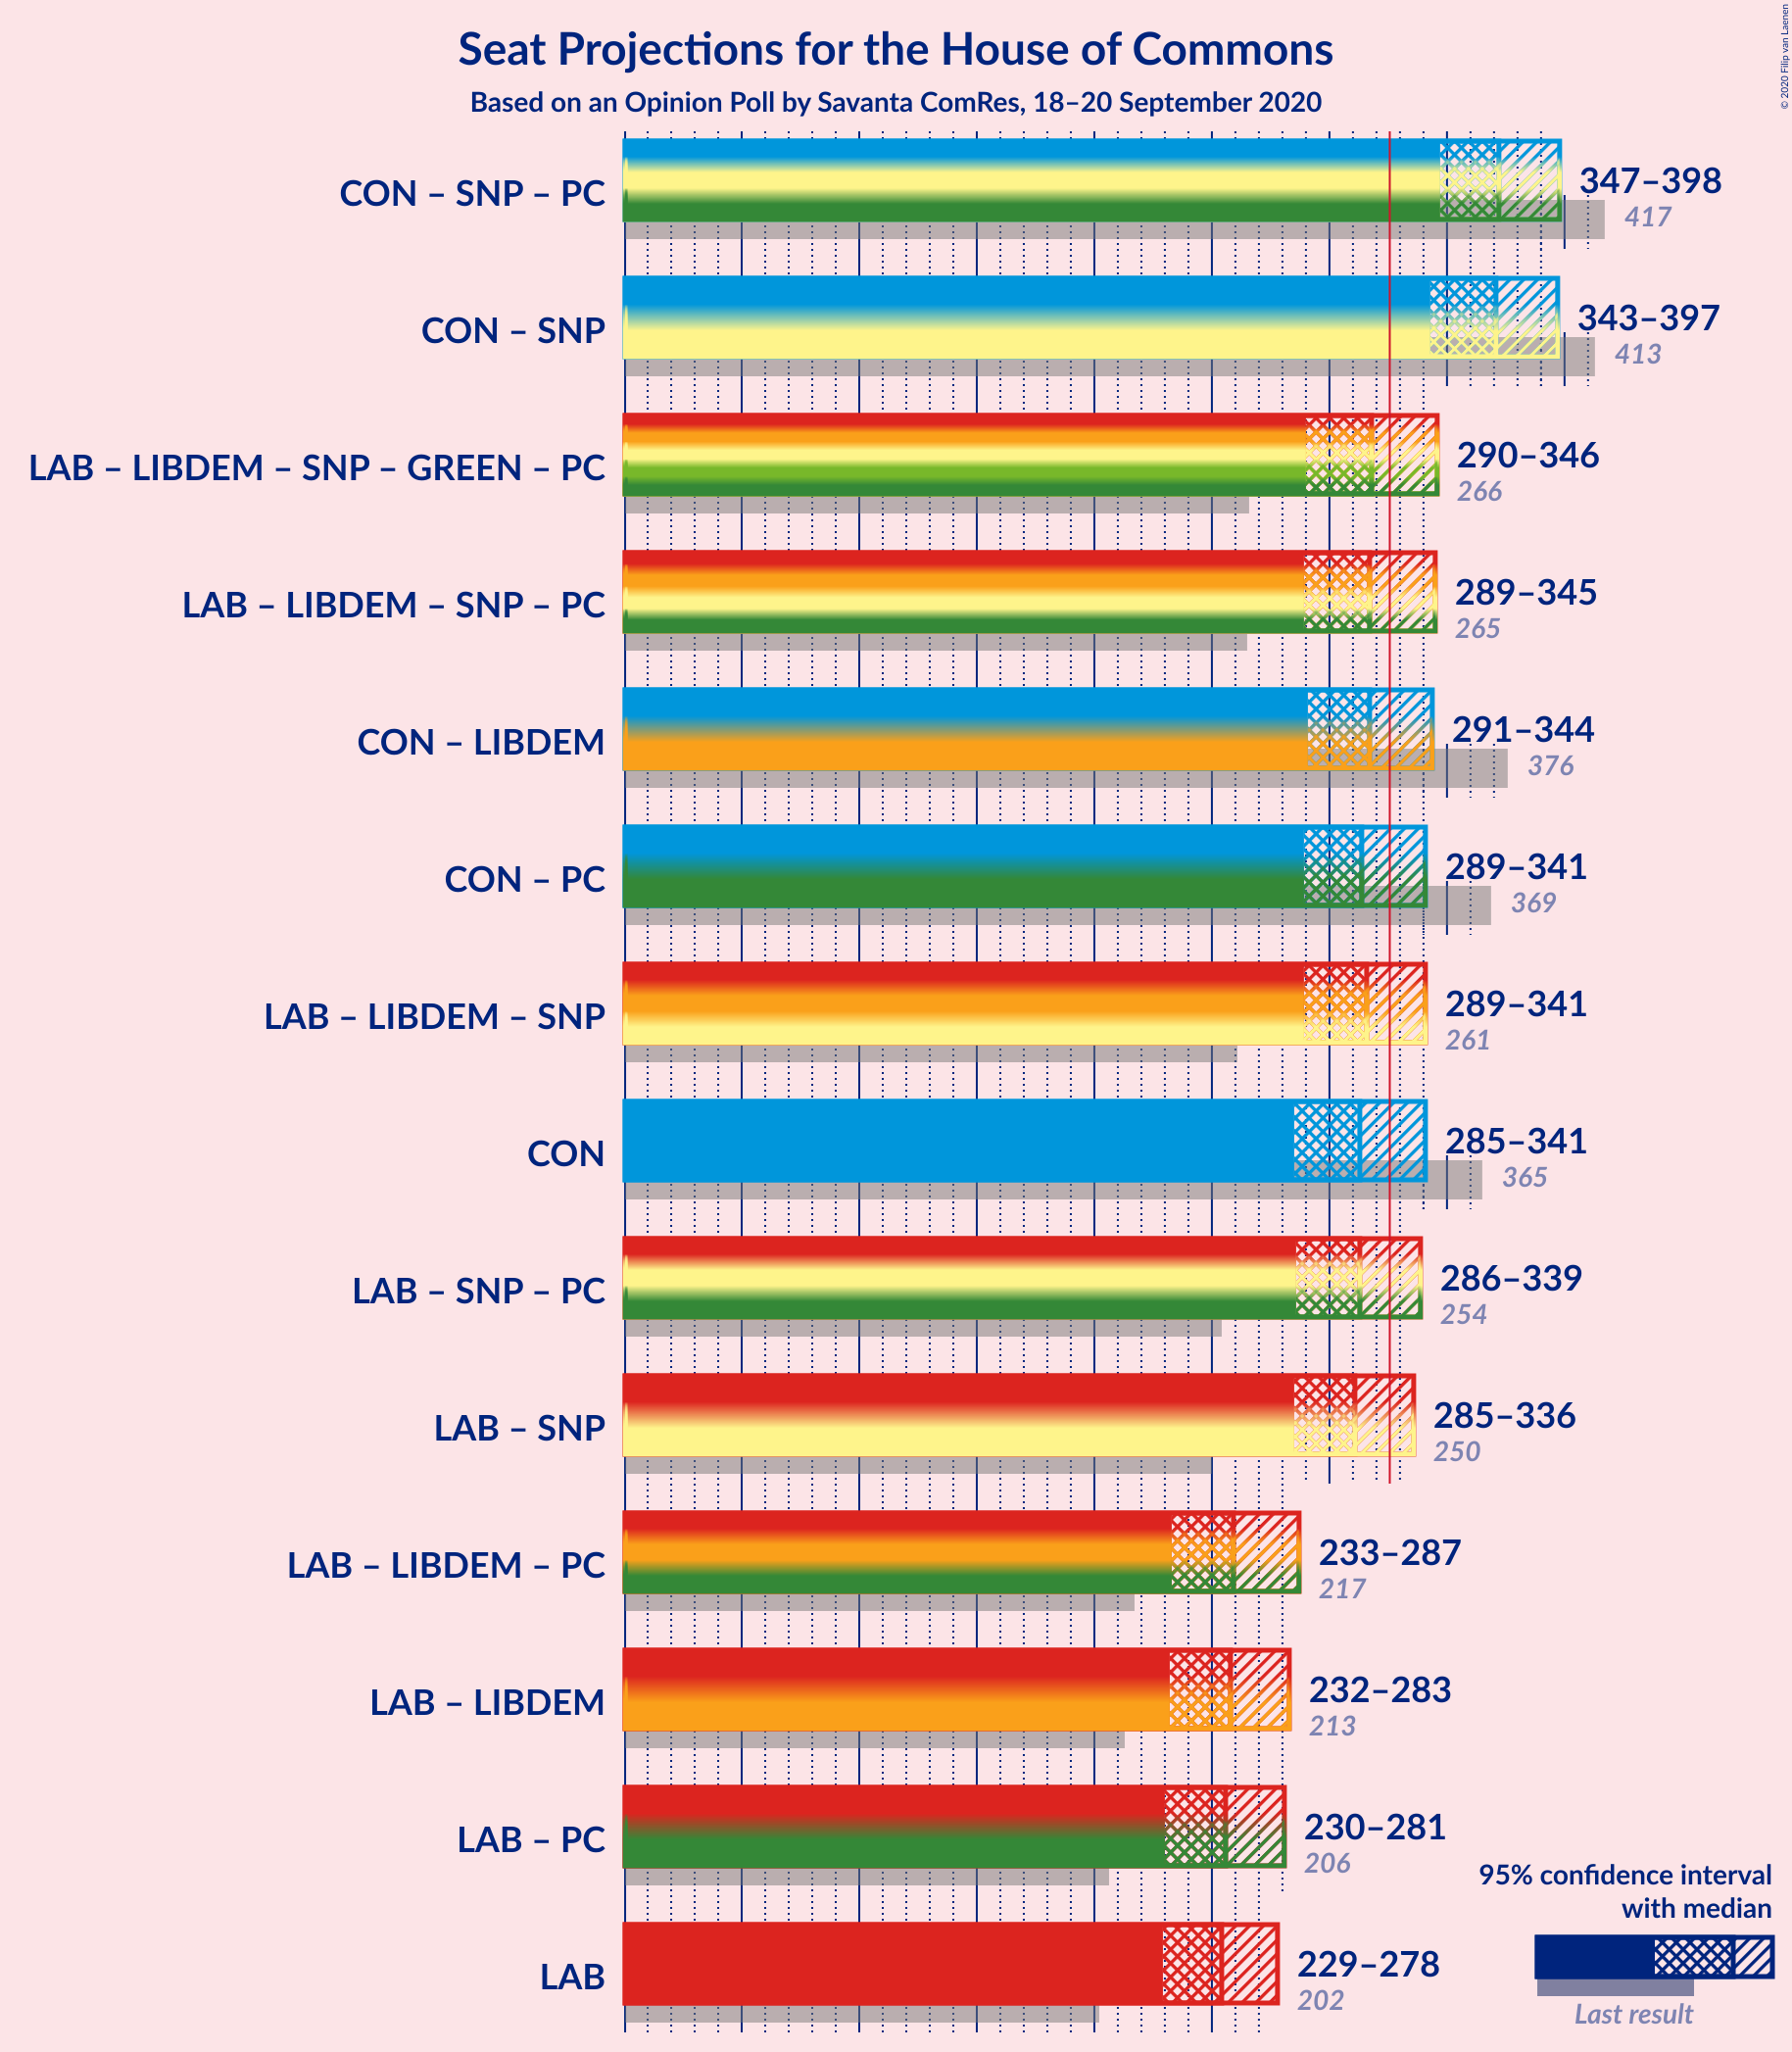 Seat Projections for the House of Commons
Based on an Opinion Poll by Savanta ComRes, 18–20 September 2020
© 2020 Filip van Laenen
CON – SNP – PC
347–398
417
CON – SNP
343–397
413
LAB – LIBDEM – SNP – GREEN – PC
290–346
266
LAB – LIBDEM – SNP – PC
289–345
265
CON – LIBDEM
291–344
376
CON – PC
289–341
369
LAB – LIBDEM – SNP
289–341
261
CON
285–341
365
LAB – SNP – PC
286–339
254
LAB – SNP
285–336
250
LAB – LIBDEM – PC
233–287
217
LAB – LIBDEM
232–283
213
LAB – PC
230–281
206
LAB
229–278
202
95% confidence interval
with median
Last result